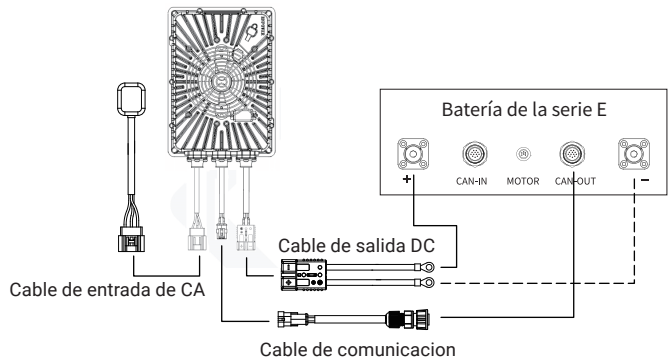 Batería de la serie E
+
CAN-IN
MOTOR
CAN-OUT
-
Cable de salida DC
Cable de entrada de CA
Cable de comunicacion